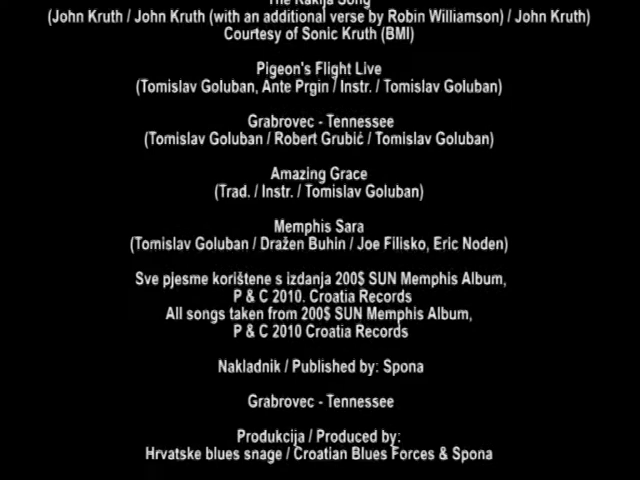 The Rakija Song
(John Kruth / John Kruth (with an additional verse by Robin Williamson) / John Kruth)
Courtesy of Sonic Kruth (BMI)
Pigeon's Flight Live
(Tomislav Goluban, Ante Prgin / Instr. / Tomislav Goluban)
Grabrovec - Tennessee
(Tomislav Goluban / Robert Grubić / Tomislav Goluban)
Amazing Grace
(Trad. / Instr. / Tomislav Goluban)
Memphis Sara
(Tomislav Goluban / Dražen Buhin / Joe Filisko, Eric Noden)
Sve pjesme korištene s izdanja 200$ SUN Memphis Album,
P & C 2010. Croatia Records
All songs taken from 200$ SUN Memphis Album,
P & C 2010 Croatia Records
Nakladnik / Published by: Spona
Grabrovec - Tennessee
Produkcija / Produced by:
Hrvatske blues snage / Croatian Blues Forces & Spona